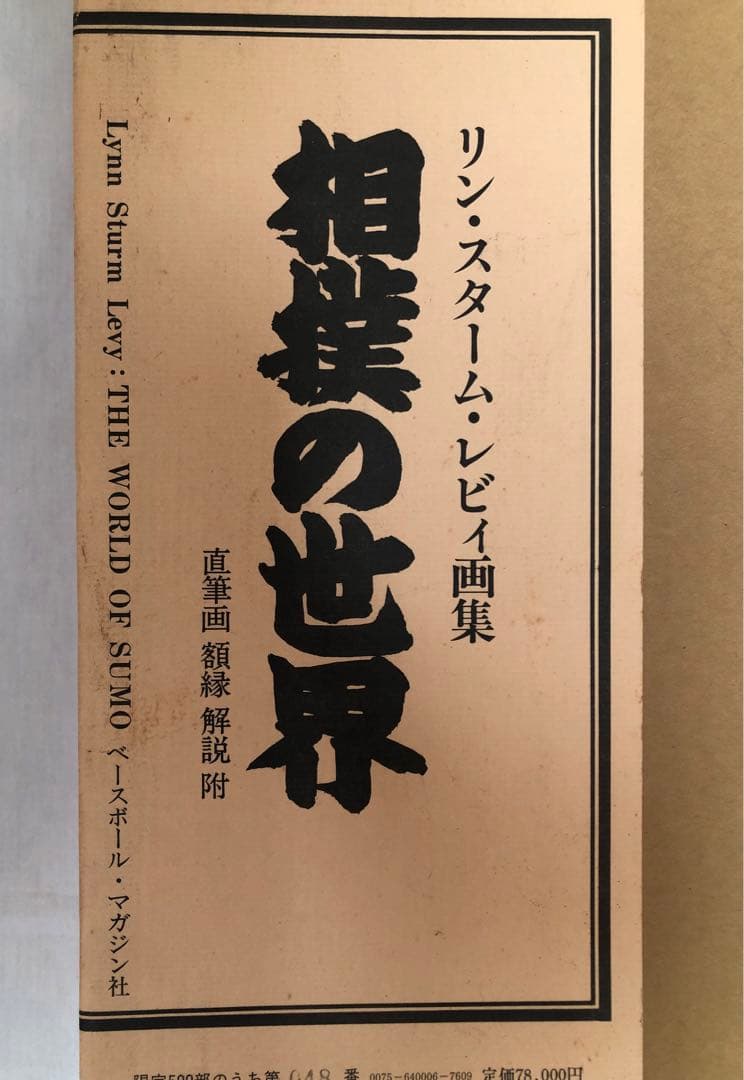 リン・スターム・レビィ画集
相撲の世界
直筆画 額縁 解説 附
Lynn Sturm Levy: THE WORLD OF SUMO ベースボール・マガジン社
限定500部のうち第 048 番 0075-640006-7609 定価78,000円